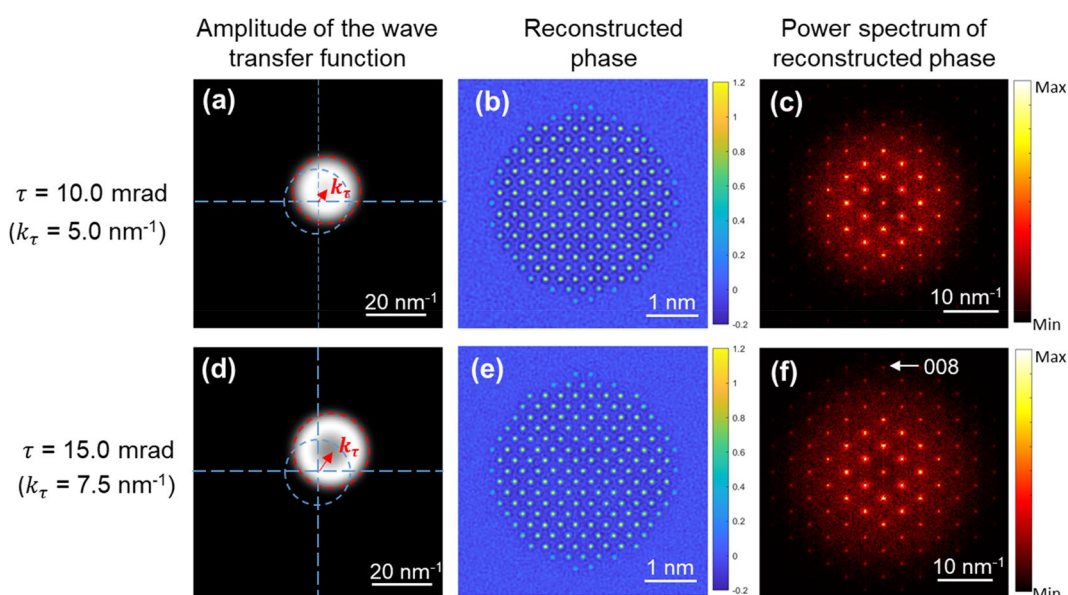 Amplitude of the wave
transfer function
Reconstructed
phase
Power spectrum of
reconstructed phase
τ = 10.0 mrad
(kτ = 5.0 nm⁻¹)
(a)
kτ
20 nm⁻¹
(b)
1 nm
1.2
1
0.8
0.6
0.4
0.2
0
-0.2
(c)
10 nm⁻¹
Max
Min
τ = 15.0 mrad
(kτ = 7.5 nm⁻¹)
(d)
kτ
20 nm⁻¹
(e)
1 nm
1.2
1
0.8
0.6
0.4
0.2
0
-0.2
(f)
008
10 nm⁻¹
Max
Min